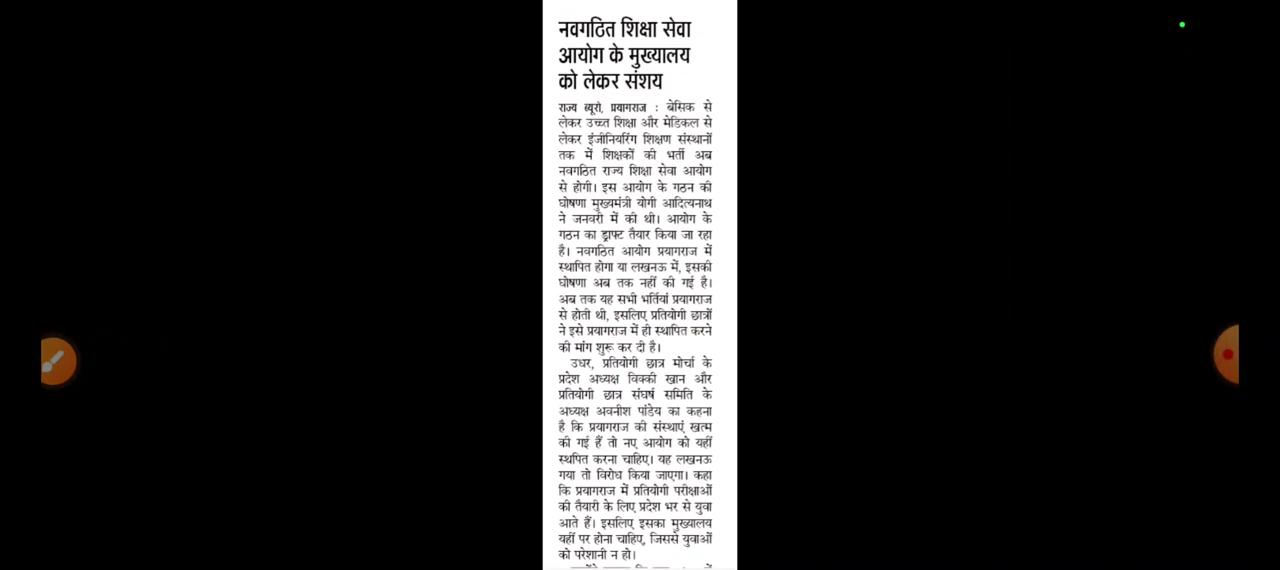 नवगठित शिक्षा सेवा
आयोग के मुख्यालय
को लेकर संशय
राज्य ब्यूरो, प्रयागराज : बेसिक से
लेकर उच्च शिक्षा और मेडिकल से
लेकर इंजीनियरिंग शिक्षण संस्थानों
तक में शिक्षकों की भर्ती अब
नवगठित राज्य शिक्षा सेवा आयोग
से होगी। इस आयोग के गठन की
घोषणा मुख्यमंत्री योगी आदित्यनाथ
ने जनवरी में की थी। आयोग के
गठन का ड्राफ्ट तैयार किया जा रहा
है। नवगठित आयोग प्रयागराज में
स्थापित होगा या लखनऊ में, इसकी
घोषणा अब तक नहीं की गई है।
अब तक यह सभी भर्तियां प्रयागराज
से होती थी, इसलिए प्रतियोगी छात्रों
ने इसे प्रयागराज में ही स्थापित करने
की मांग शुरू कर दी है।
उधर, प्रतियोगी छात्र मोर्चा के
प्रदेश अध्यक्ष विक्की खान और
प्रतियोगी छात्र संघर्ष समिति के
अध्यक्ष अवनीश पांडेय का कहना
है कि प्रयागराज की संस्थाएं खत्म
की गई हैं तो नए आयोग को यहीं
स्थपित करना चाहिए। यह लखनऊ
गया तो विरोध किया जाएगा। कहा
कि प्रयागराज में प्रतियोगी परीक्षाओं
की तैयारी के लिए प्रदेश भर से युवा
आते हैं। इसलिए इसका मुख्यालय
यहीं पर होना चाहिए, जिससे युवाओं
को परेशानी न हो।